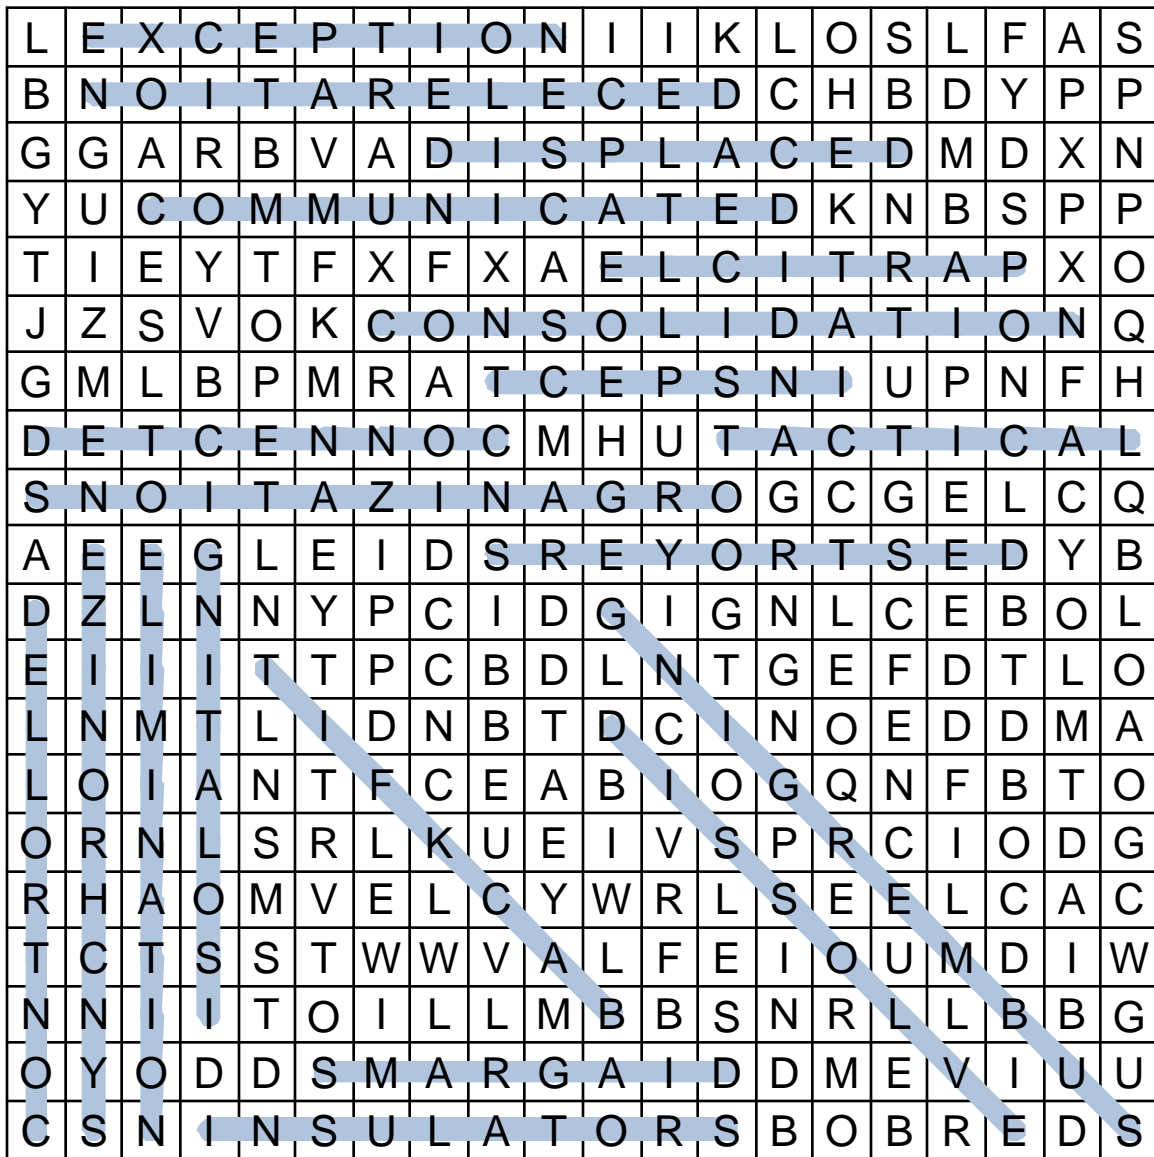 L E X C E P T I O N I I K L O S L F A S
B N O I T A R E L E C E D C H B D Y P P
G G A R B V A D I S P L A C E D M D X N
Y U C O M M U N I C A T E D K N B S P P
T I E Y T F X F X A E L C I T R A P X O
J Z S V O K C O N S O L I D A T I O N Q
G M L B P M R A T C E P S N I U P N F H
D E T C E N N O C M H U T A C T I C A L
S N O I T A Z I N A G R O G C G E L C Q
A E E G L E I D S R E Y O R T S E D Y B
D Z L N N Y P C I D G I G N L C E B O L
E I I I T T P C B D L N T G E F D T L O
L N M T L I D N B T D C I N O E D D M A
L O I A N T F C E A B I O G Q N F B T O
O R N L S R L K U E I V S P R C I O D G
R H A O M V E L C Y W R L S E E L C A C
T C T S S T W W V A L F E I O U M D I W
N N I I T O I L L M B B S N R L L B B G
O Y O D D S M A R G A I D D M E V I U U
C S N I N S U L A T O R S B O B R E D S